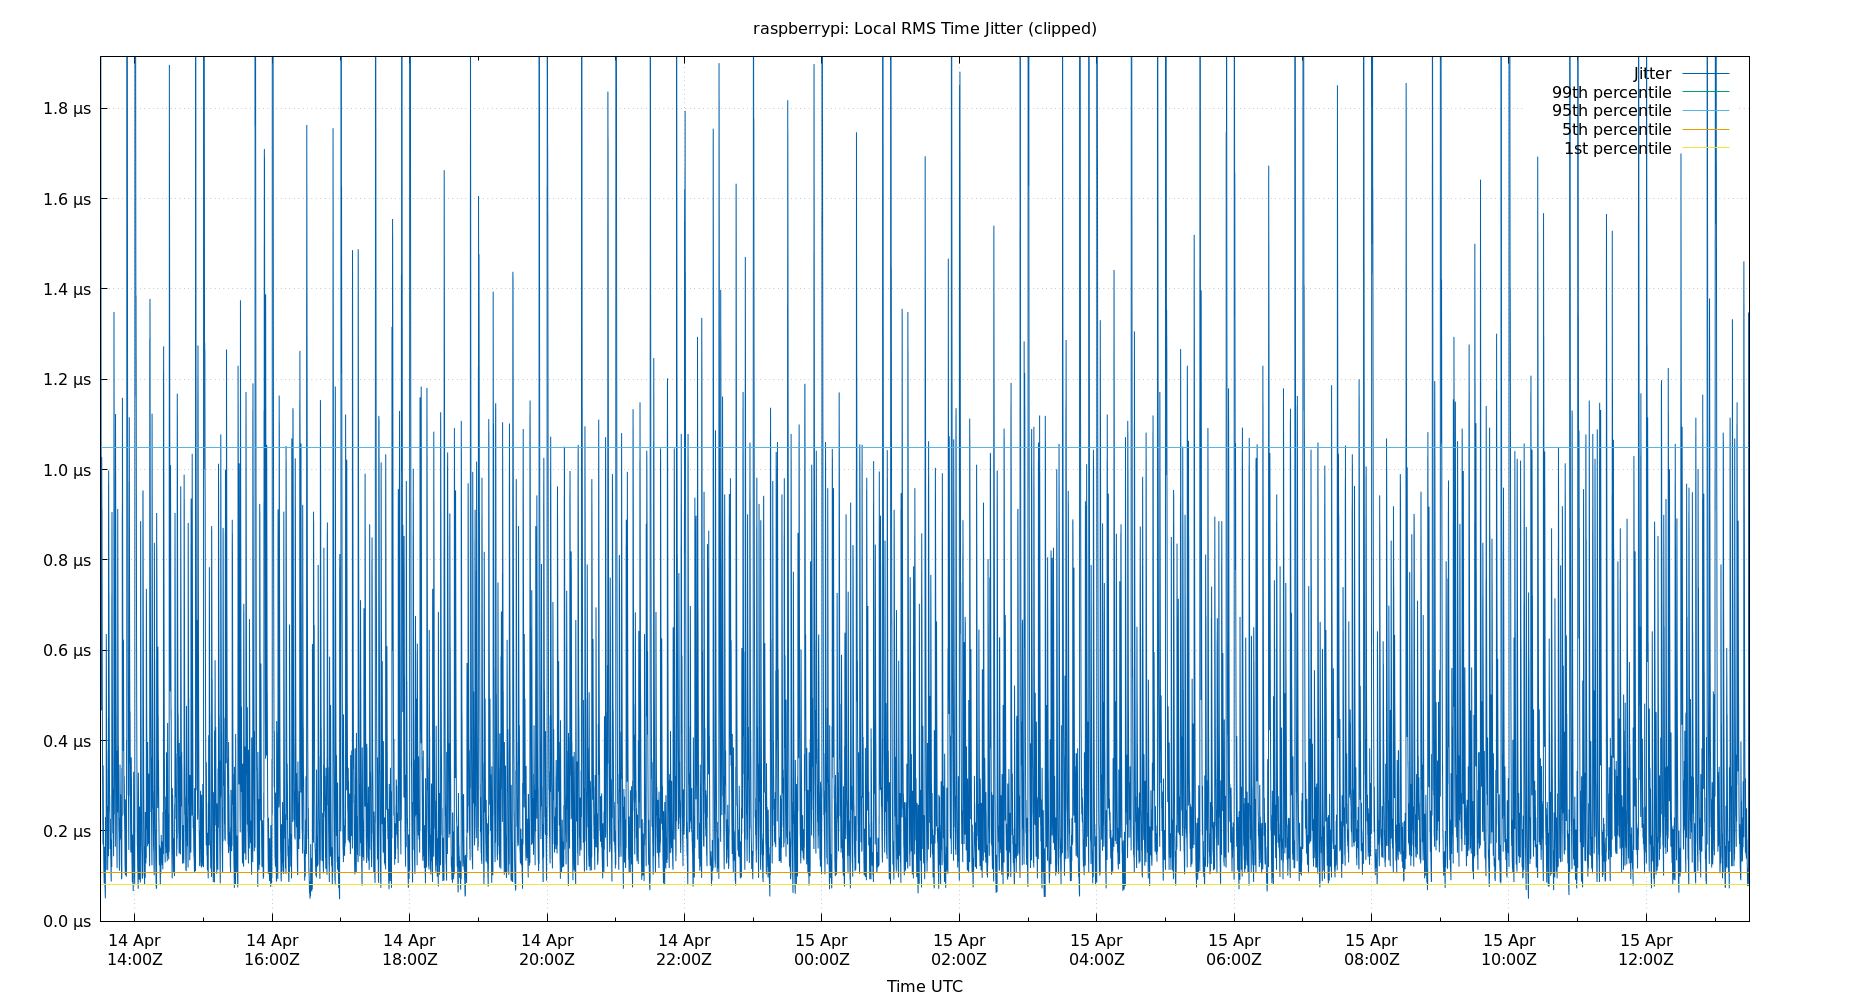 raspberrypi: Local RMS Time Jitter (clipped)
Jitter
99th percentile
95th percentile
5th percentile
1st percentile
1.8 µs
1.6 µs
1.4 µs
1.2 µs
1.0 µs
0.8 µs
0.6 µs
0.4 µs
0.2 µs
0.0 µs
14 Apr 14 Apr 14 Apr 14 Apr 14 Apr 15 Apr 15 Apr 15 Apr 15 Apr 15 Apr 15 Apr 15 Apr
14:00Z 16:00Z 18:00Z 20:00Z 22:00Z 00:00Z 02:00Z 04:00Z 06:00Z 08:00Z 10:00Z 12:00Z
Time UTC